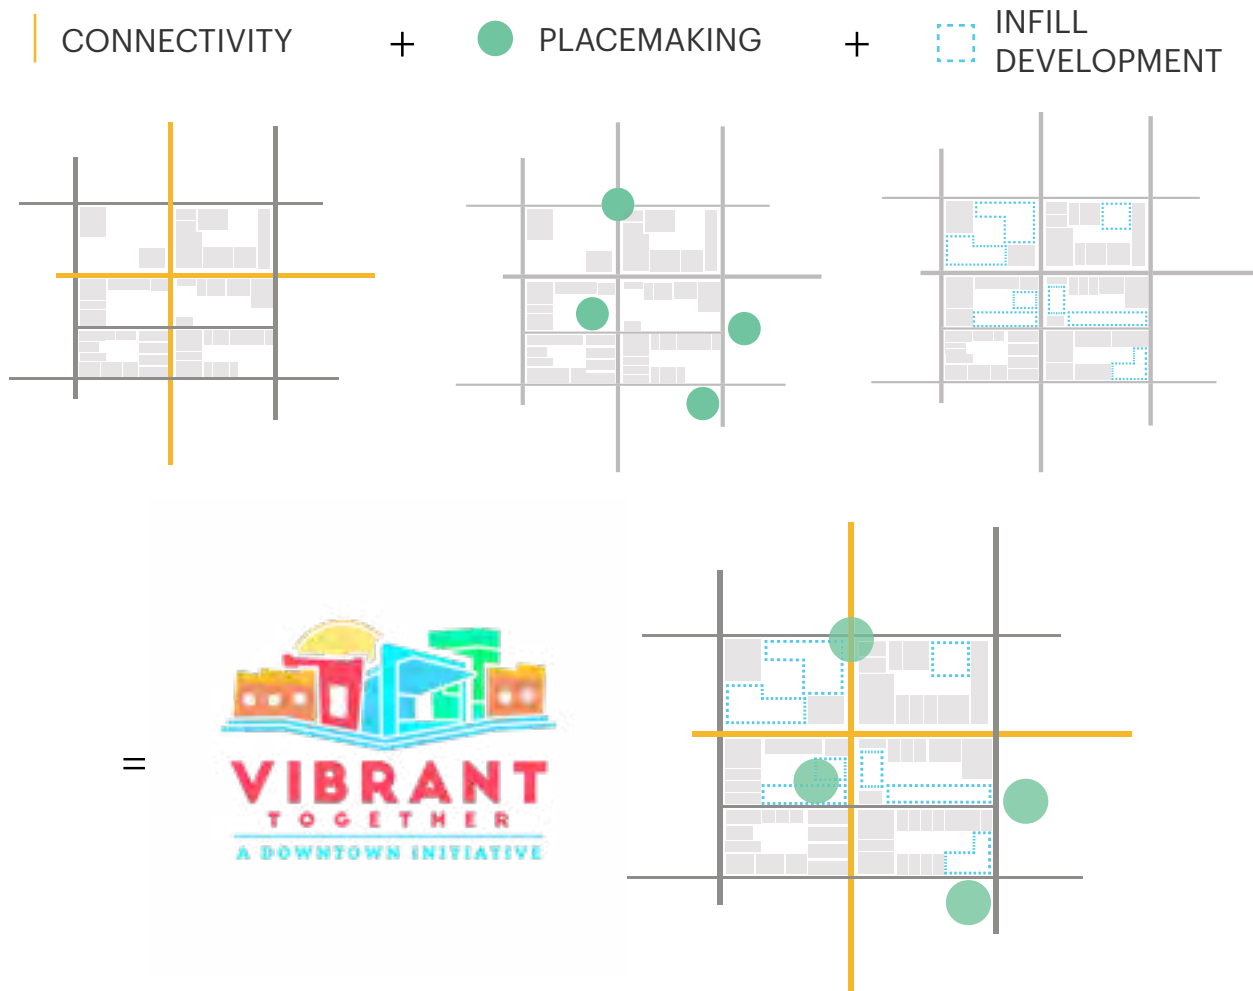 CONNECTIVITY + PLACEMAKING + INFILL
DEVELOPMENT
=
VIBRANT
TOGETHER
A DOWNTOWN INITIATIVE